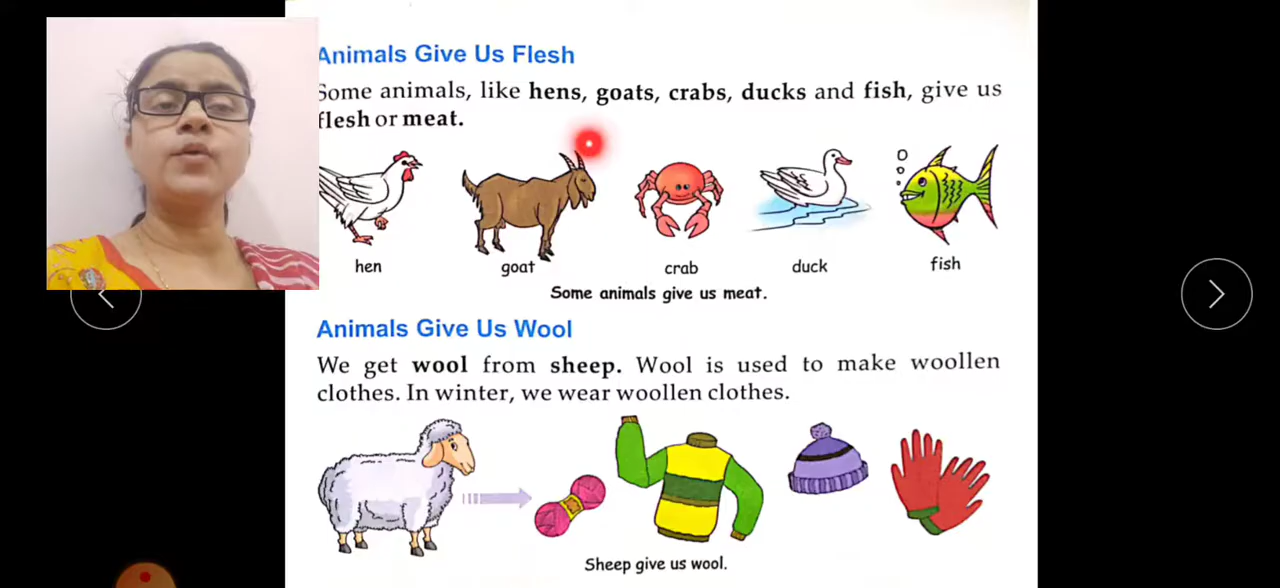 Animals Give Us Flesh
Some animals, like hens, goats, crabs, ducks and fish, give us
flesh or meat.
hen
goat
crab
duck
fish
Some animals give us meat.
Animals Give Us Wool
We get wool from sheep. Wool is used to make woollen
clothes. In winter, we wear woollen clothes.
Sheep give us wool.